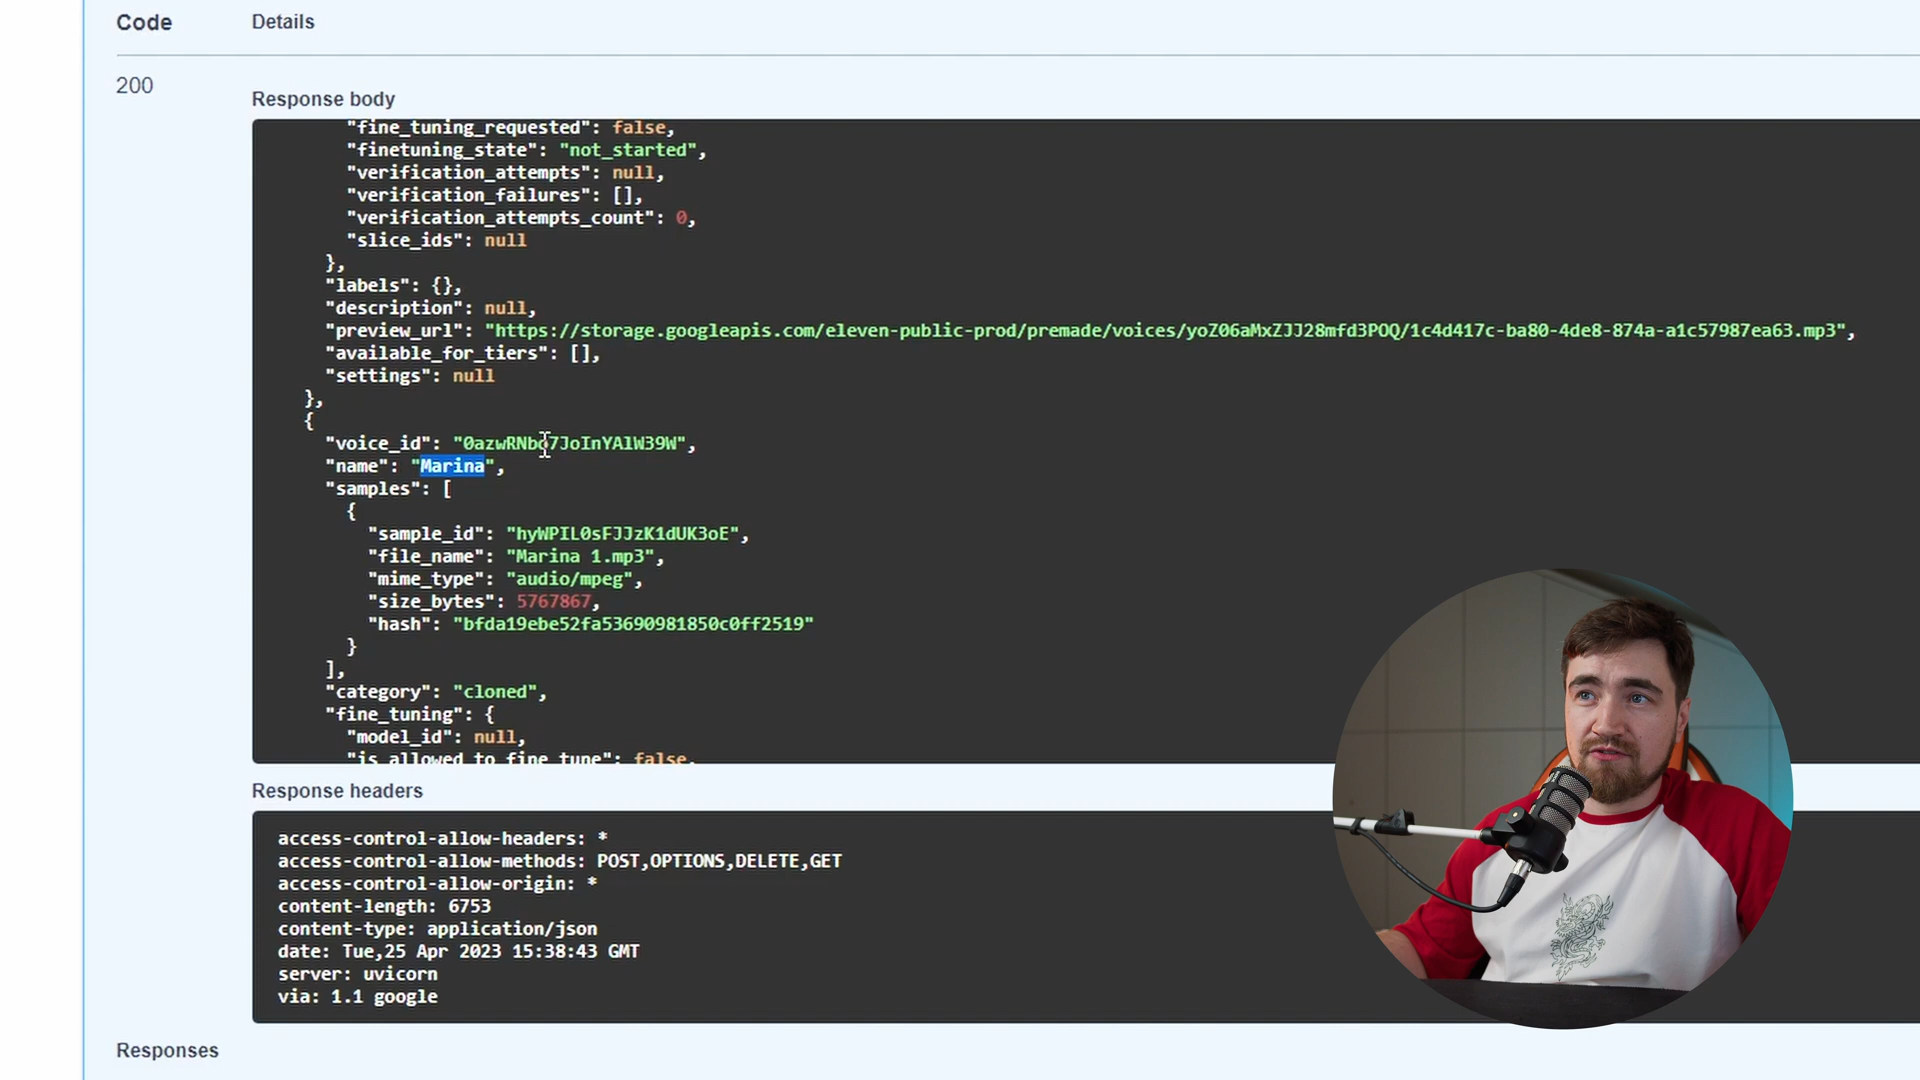 Code Details
200
Response body
"fine_tuning_requested": false,
"finetuning_state": "not_started",
"verification_attempts": null,
"verification_failures": [],
"verification_attempts_count": 0,
"slice_ids": null
},
"labels": {},
"description": null,
"preview_url": "https://storage.googleapis.com/eleven-public-prod/premade/voices/yoZ06aMxZJJ28mfd3POQ/1c4d417c-ba80-4de8-874a-a1c57987ea63.mp3",
"available_for_tiers": [],
"settings": null
},
{
"voice_id": "0azwRNbo7JoInYAlW39W",
"name": "Marina",
"samples": [
{
"sample_id": "hyWPIL0sFJJzK1dUK3oE",
"file_name": "Marina 1.mp3",
"mime_type": "audio/mpeg",
"size_bytes": 5767867,
"hash": "bfda19ebe52fa53690981850c0ff2519"
}
],
"category": "cloned",
"fine_tuning": {
"model_id": null,
"is_allowed_to_fine_tune": false,
Response headers
access-control-allow-headers: *
access-control-allow-methods: POST,OPTIONS,DELETE,GET
access-control-allow-origin: *
content-length: 6753
content-type: application/json
date: Tue,25 Apr 2023 15:38:43 GMT
server: uvicorn
via: 1.1 google
Responses